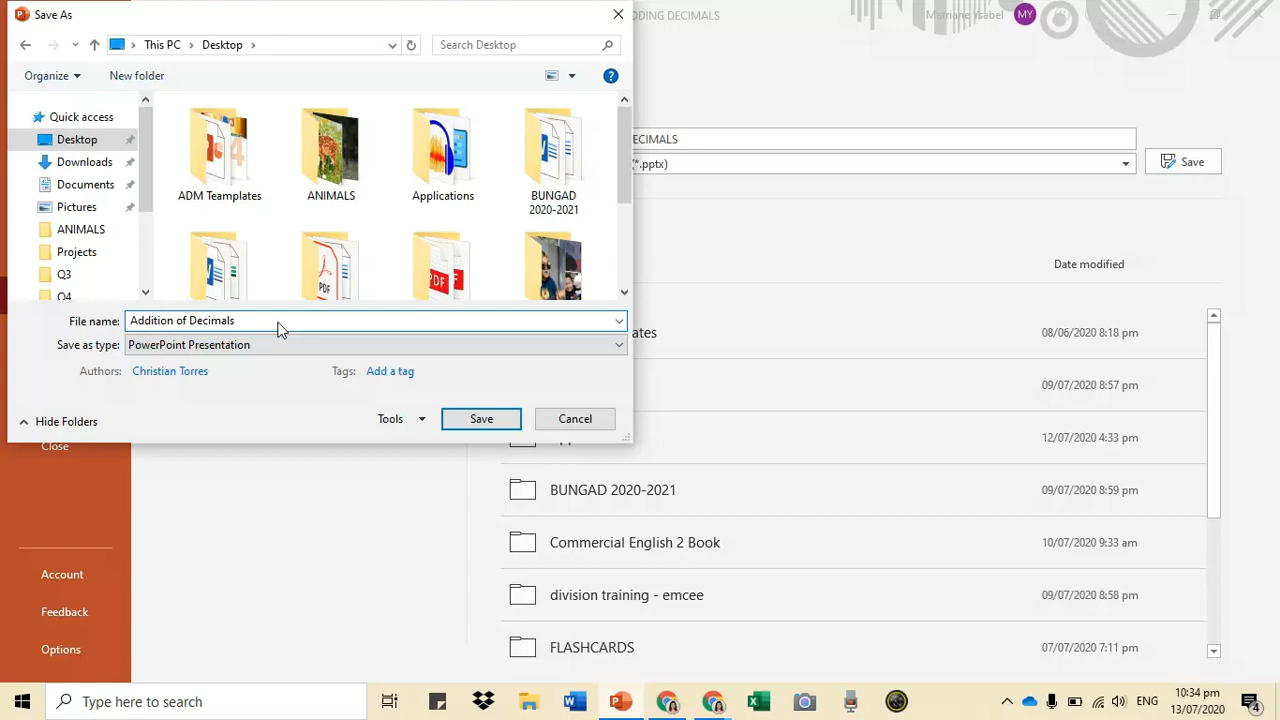 Save As
DDING DECIMALS
Mismiane Ysabel
MY
This PC
Desktop
Search Desktop
Organize
New folder
Quick access
Desktop
Downloads
Documents
Pictures
ANIMALS
Projects
Q3
Q4
ADM Teamplates
ANIMALS
Applications
BUNGAD
2020-2021
PDF
PDF
File name:
Addition of Decimals
Save as type:
PowerPoint Presentation
Authors:
Christian Torres
Tags:
Add a tag
Hide Folders
Tools
Save
Cancel
DECIMALS
(*.pptx)
Save
Date modified
ates
08/06/2020 8:18 pm
09/07/2020 8:57 pm
12/07/2020 4:33 pm
BUNGAD 2020-2021
09/07/2020 8:59 pm
Commercial English 2 Book
10/07/2020 9:33 am
division training - emcee
09/07/2020 8:58 pm
FLASHCARDS
07/07/2020 7:11 pm
Close
Account
Feedback
Options
Type here to search
ENG
10:34 pm
13/07/2020
4